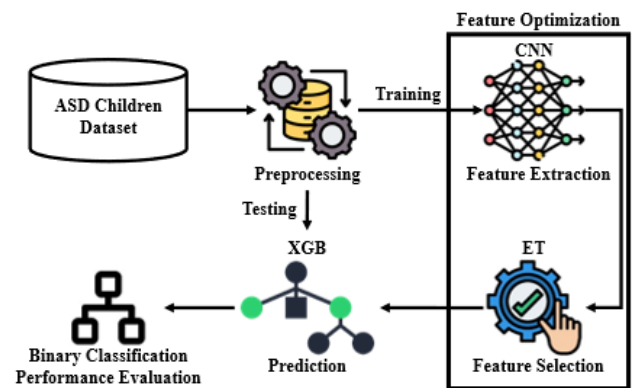 Feature Optimization
CNN
ASD Children
Dataset
Training
Preprocessing
Feature Extraction
Testing
XGB
ET
Binary Classification
Performance Evaluation
Prediction
Feature Selection